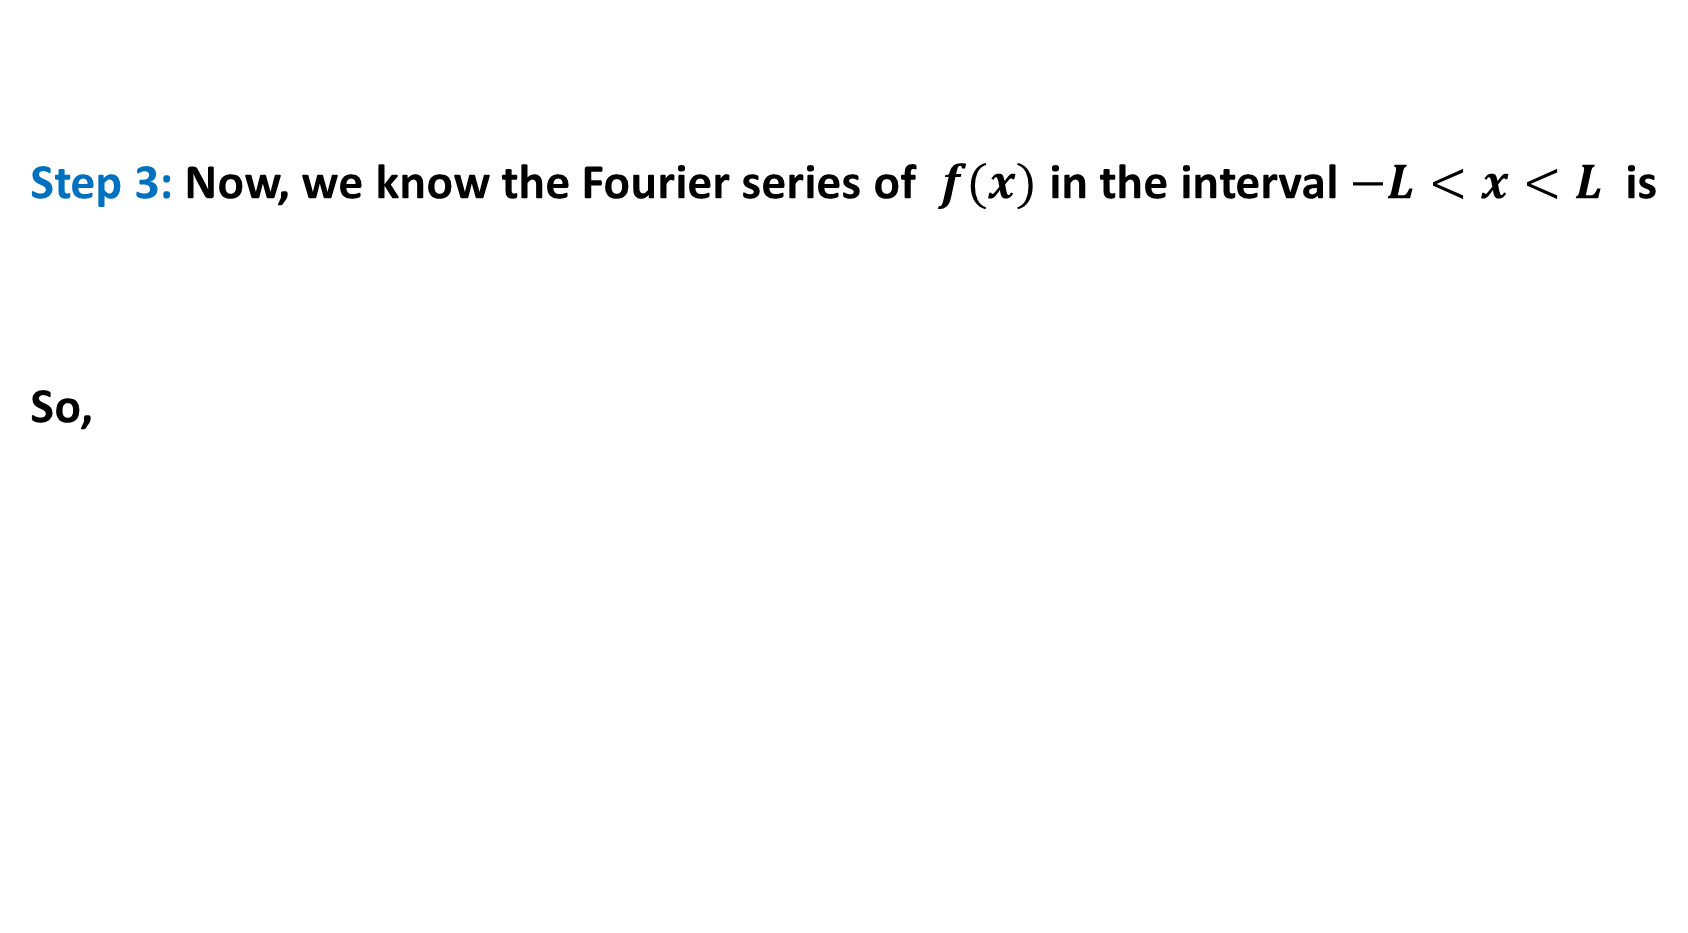 Step 3: Now, we know the Fourier series of f(x) in the interval −L < x < L is
So,